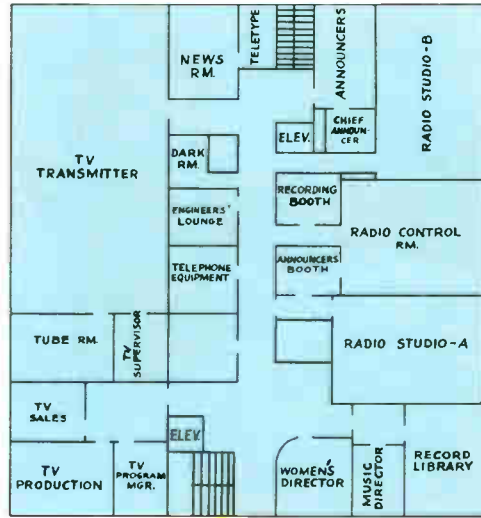 NEWS
RM.
TELETYPE
ANNOUNCERS
RADIO STUDIO-B
ELEV.
CHIEF
ANNOUN-
CER
TV
TRANSMITTER
DARK
RM.
RECORDING
BOOTH
ENGINEERS'
LOUNGE
RADIO CONTROL
RM.
TELEPHONE
EQUIPMENT
ANNOUNCERS
BOOTH
TUBE RM.
TV
SUPERVISOR
RADIO STUDIO-A
TV
SALES
ELEV.
TV
PRODUCTION
TV
PROGRAM
MGR.
WOMEN'S
DIRECTOR
MUSIC
DIRECTOR
RECORD
LIBRARY